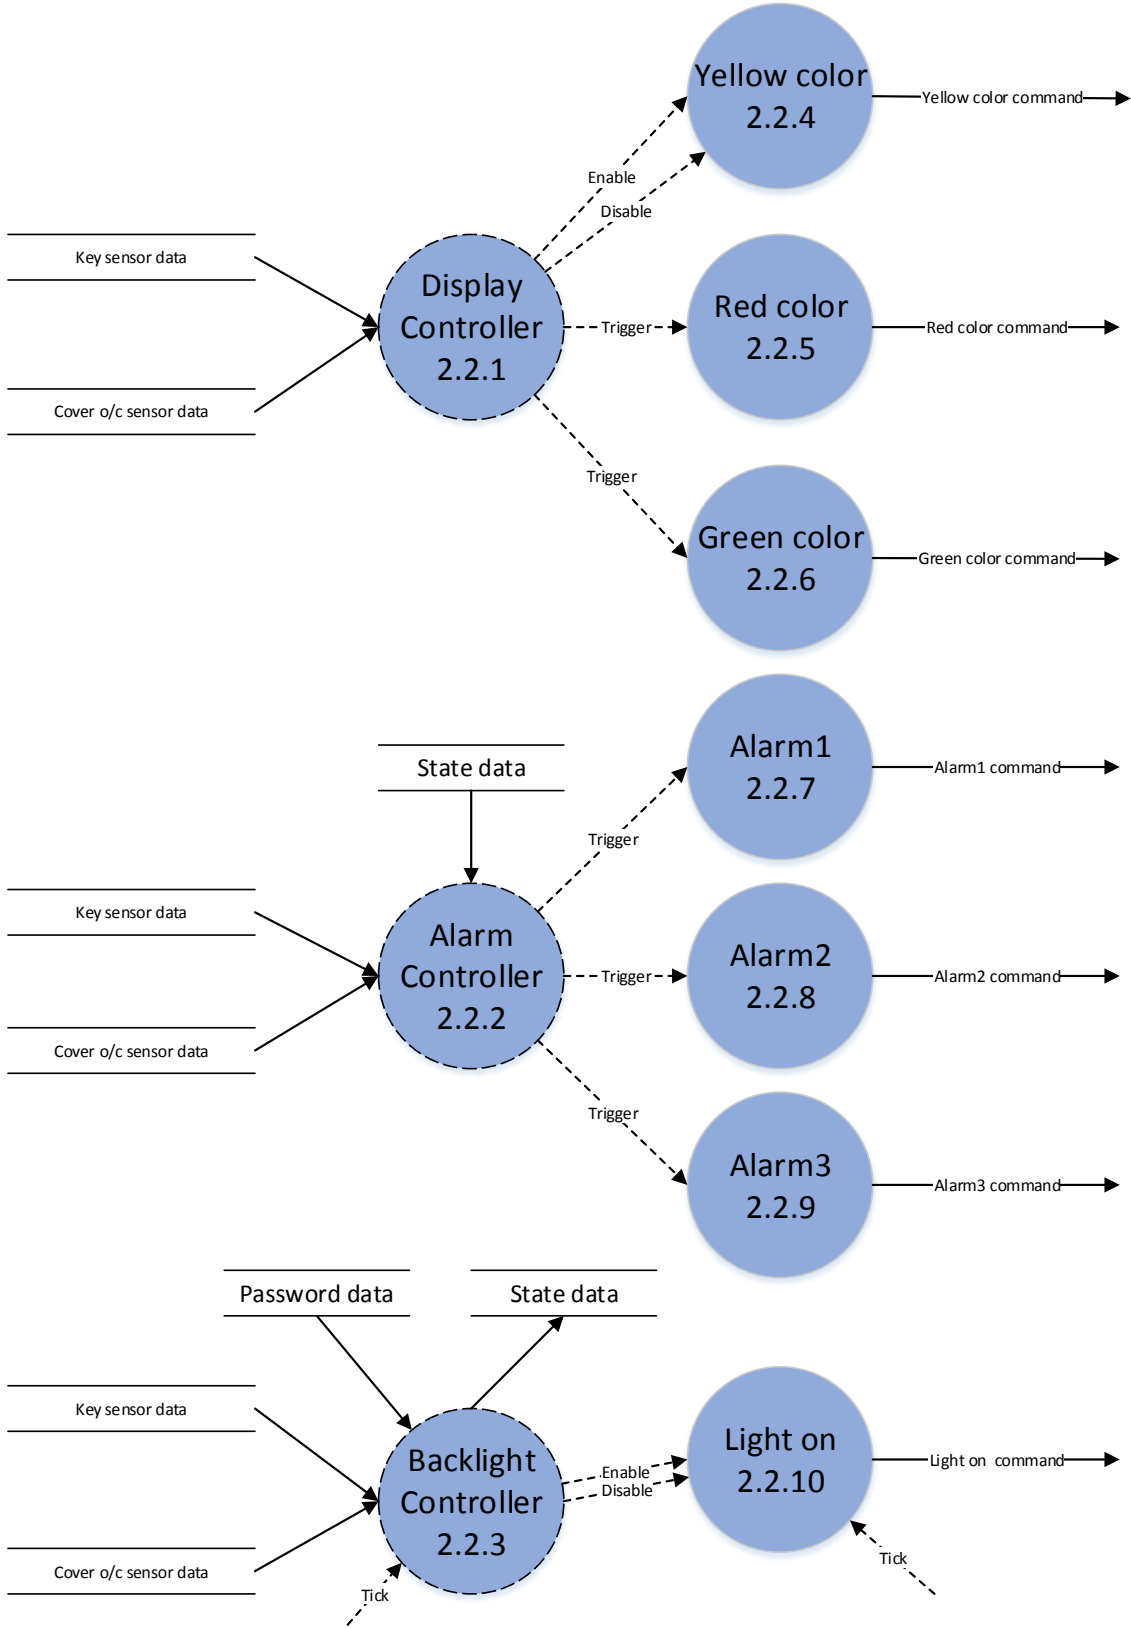 Yellow color
2.2.4
Yellow color command
Enable
Disable
Key sensor data
Display
Controller
2.2.1
Cover o/c sensor data
Trigger
Red color
2.2.5
Red color command
Trigger
Green color
2.2.6
Green color command
State data
Alarm1
2.2.7
Alarm1 command
Trigger
Key sensor data
Alarm
Controller
2.2.2
Cover o/c sensor data
Trigger
Alarm2
2.2.8
Alarm2 command
Trigger
Alarm3
2.2.9
Alarm3 command
Password data
State data
Key sensor data
Backlight
Controller
2.2.3
Cover o/c sensor data
Tick
Enable
Disable
Light on
2.2.10
Light on  command
Tick